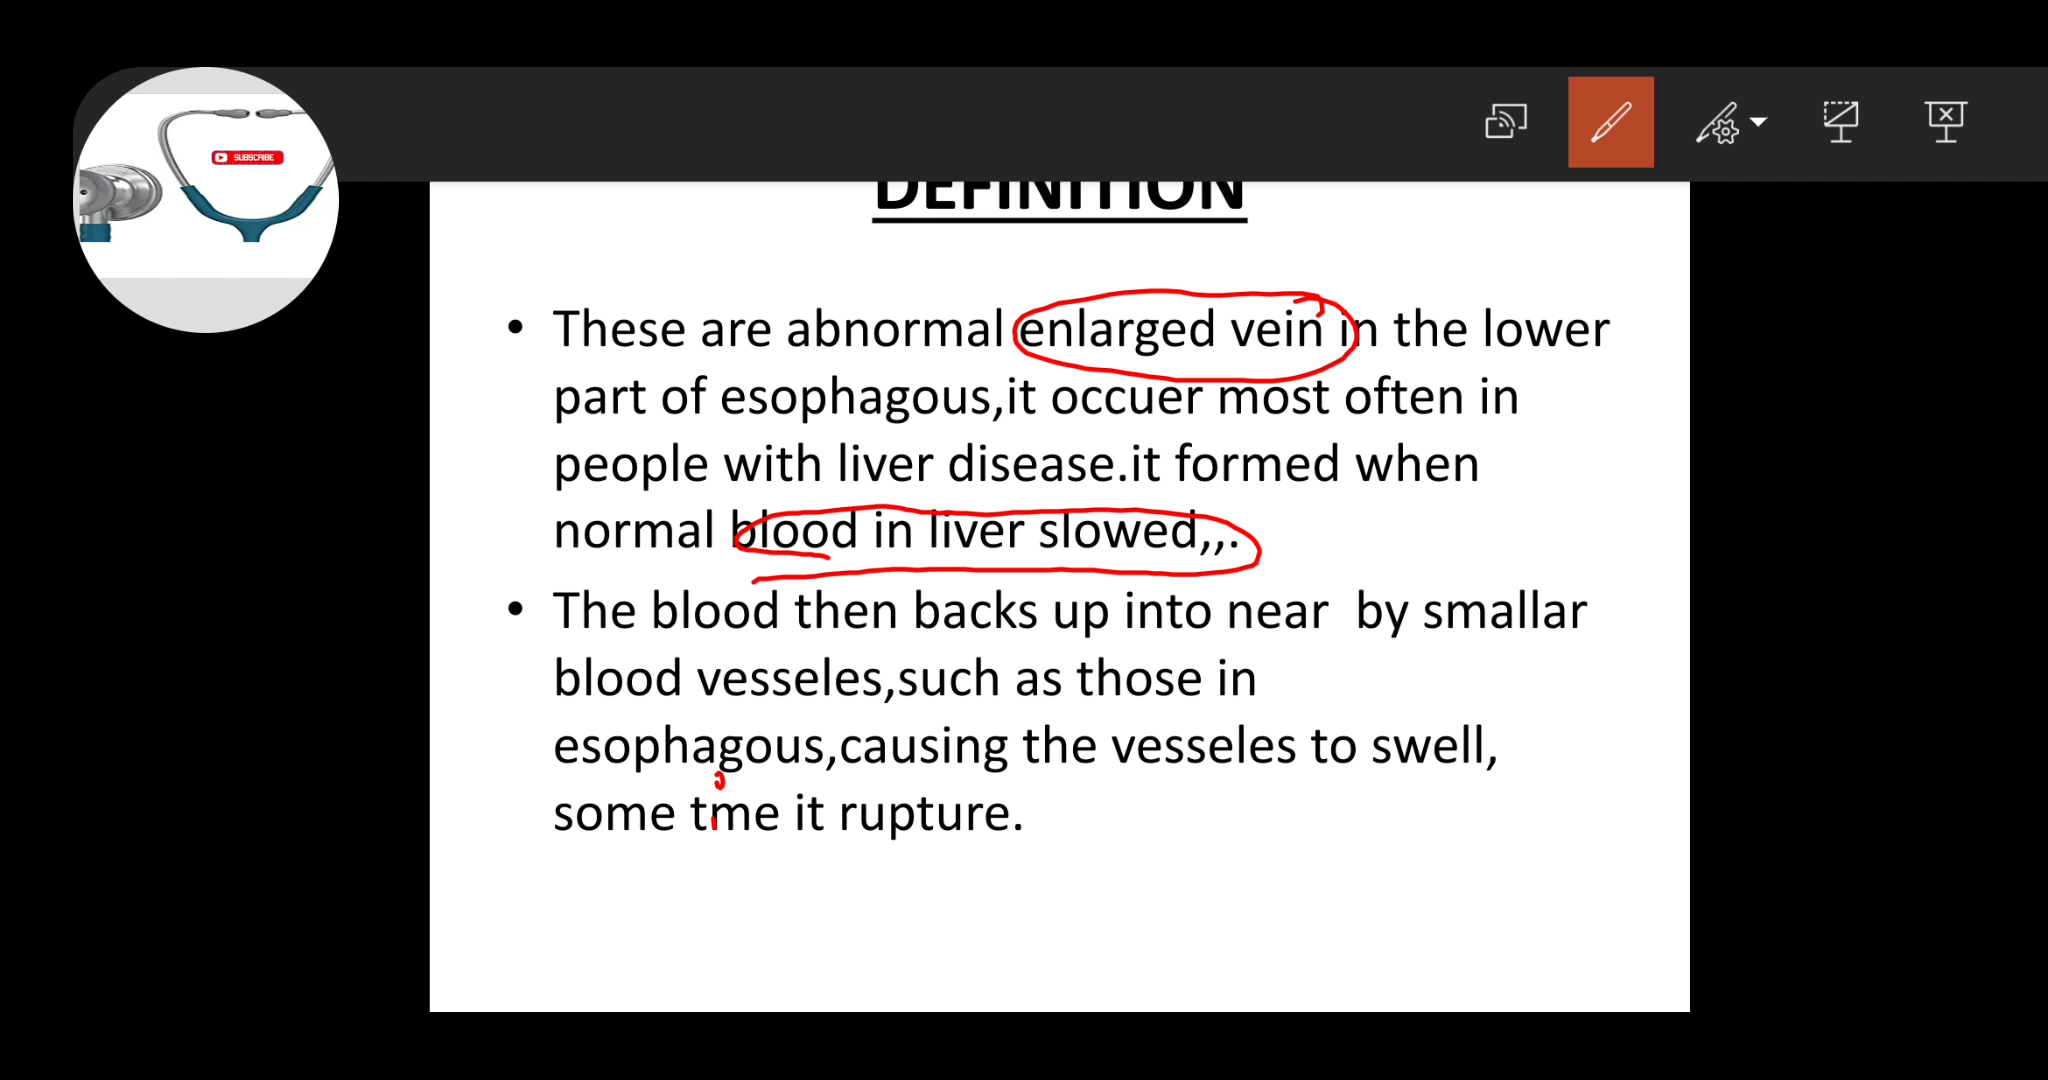 SUBSCRIBE
DEFINITION
• These are abnormal enlarged vein in the lower
part of esophagous,it occuer most often in
people with liver disease.it formed when
normal blood in liver slowed,,.
• The blood then backs up into near  by smallar
blood vesseles,such as those in
esophagous,causing the vesseles to swell,
some tme it rupture.